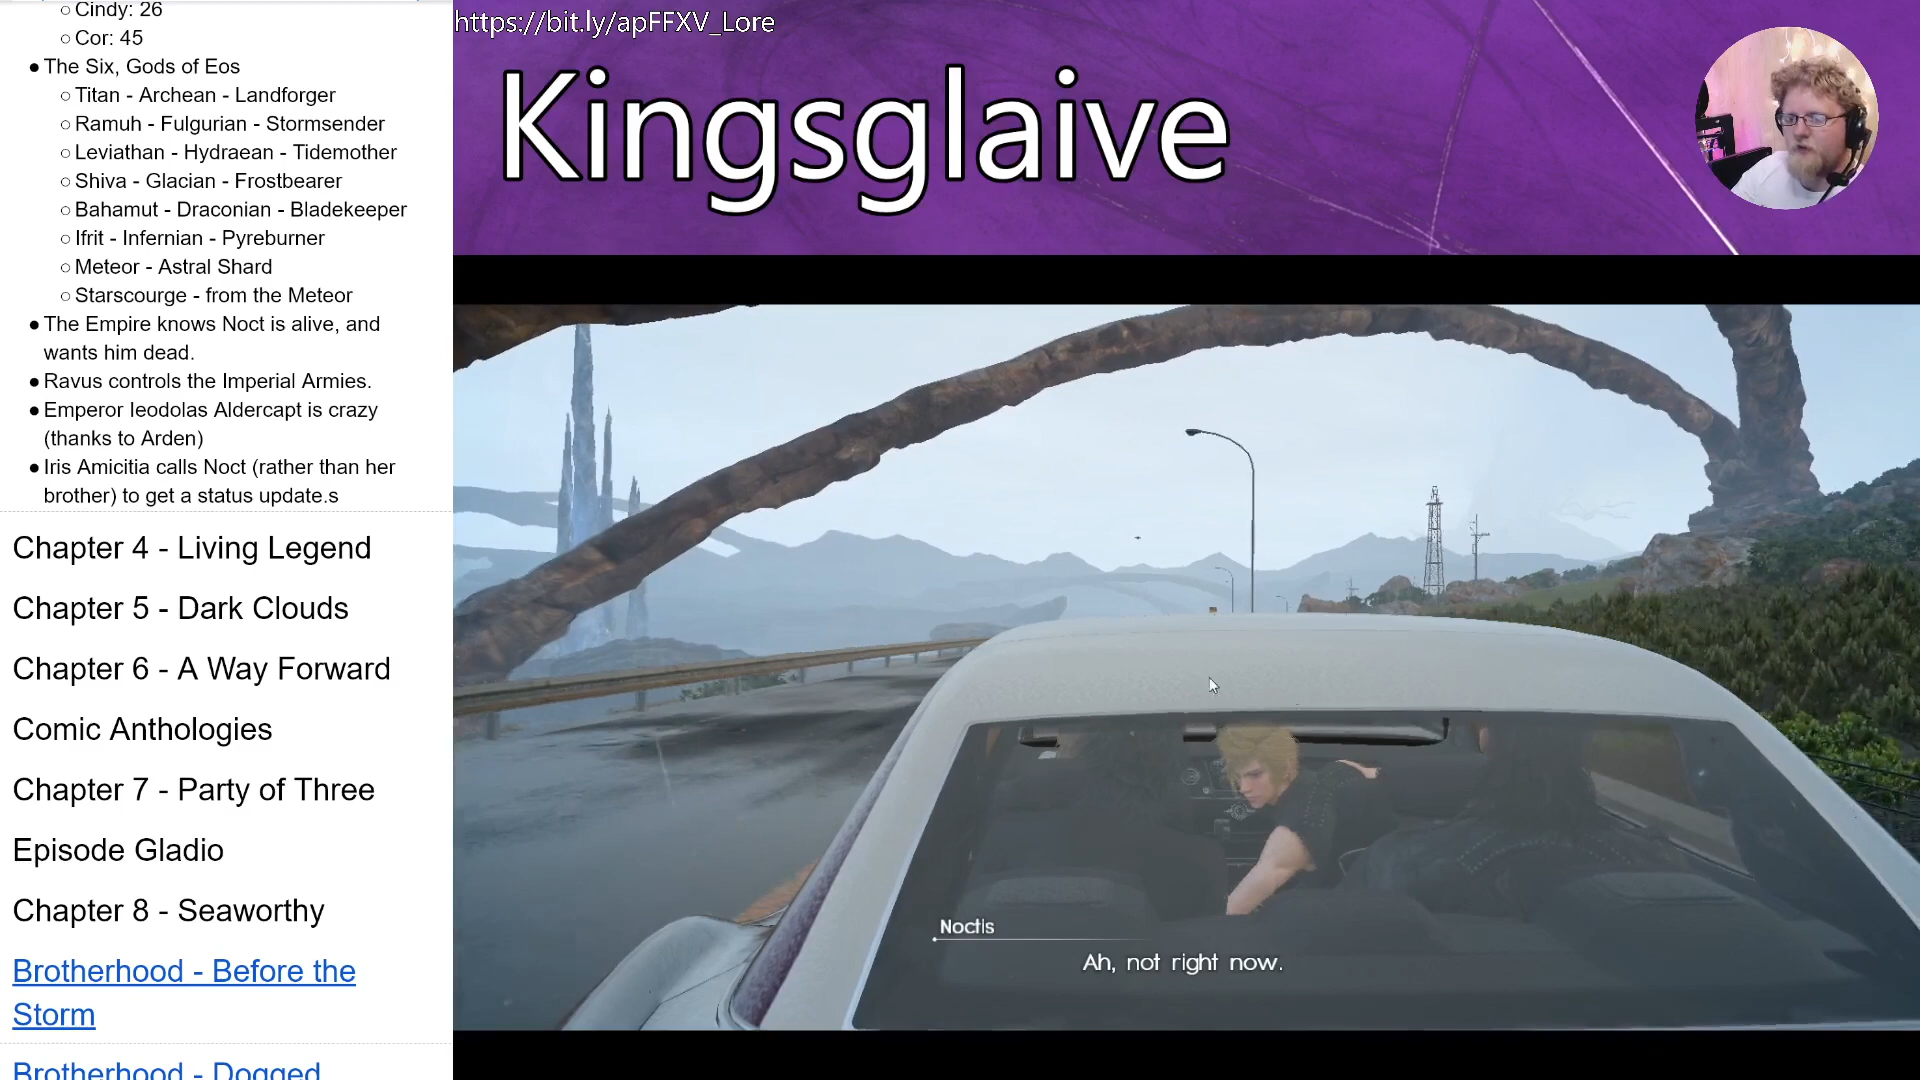 Cindy: 26
Cor: 45
The Six, Gods of Eos
Titan - Archean - Landforger
Ramuh - Fulgurian - Stormsender
Leviathan - Hydraean - Tidemother
Shiva - Glacian - Frostbearer
Bahamut - Draconian - Bladekeeper
Ifrit - Infernian - Pyreburner
Meteor - Astral Shard
Starscourge - from the Meteor
The Empire knows Noct is alive, and
wants him dead.
Ravus controls the Imperial Armies.
Emperor Ieodolas Aldercapt is crazy
(thanks to Arden)
Iris Amicitia calls Noct (rather than her
brother) to get a status update.s
Chapter 4 - Living Legend
Chapter 5 - Dark Clouds
Chapter 6 - A Way Forward
Comic Anthologies
Chapter 7 - Party of Three
Episode Gladio
Chapter 8 - Seaworthy
Brotherhood - Before the
Storm
Brotherhood - Dogged
https://bit.ly/apFFXV_Lore
Kingsglaive
Noctis
Ah, not right now.